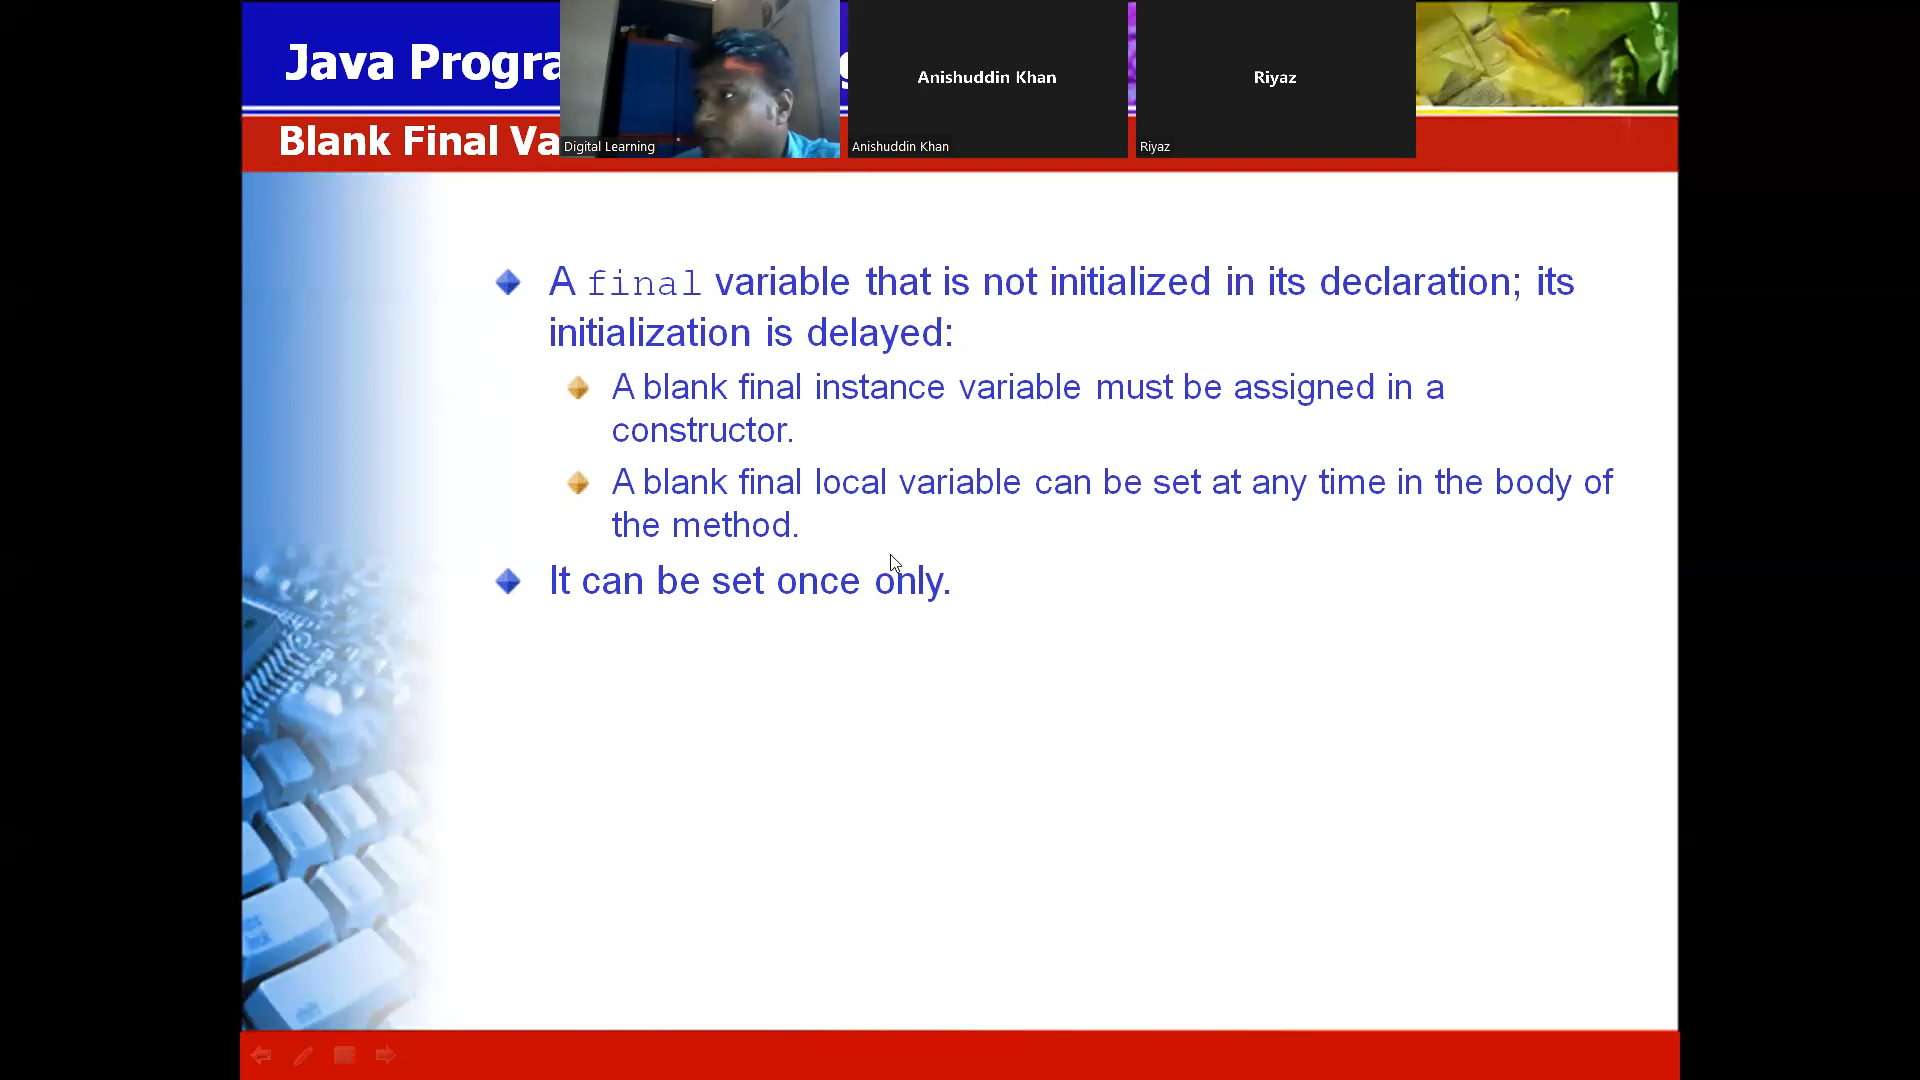 Java Progra
Anishuddin Khan
Riyaz
Digital Learning
Anishuddin Khan
Riyaz
Blank Final Va
A final variable that is not initialized in its declaration; its
initialization is delayed:
A blank final instance variable must be assigned in a
constructor.
A blank final local variable can be set at any time in the body of
the method.
It can be set once only.